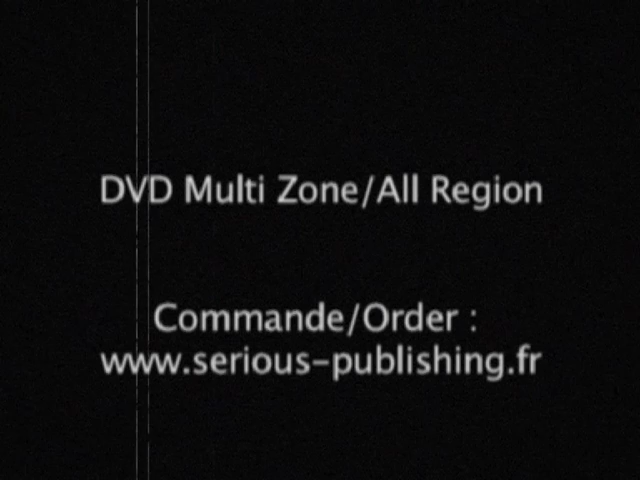 DVD Multi Zone/All Region
Commande/Order :
www.serious-publishing.fr